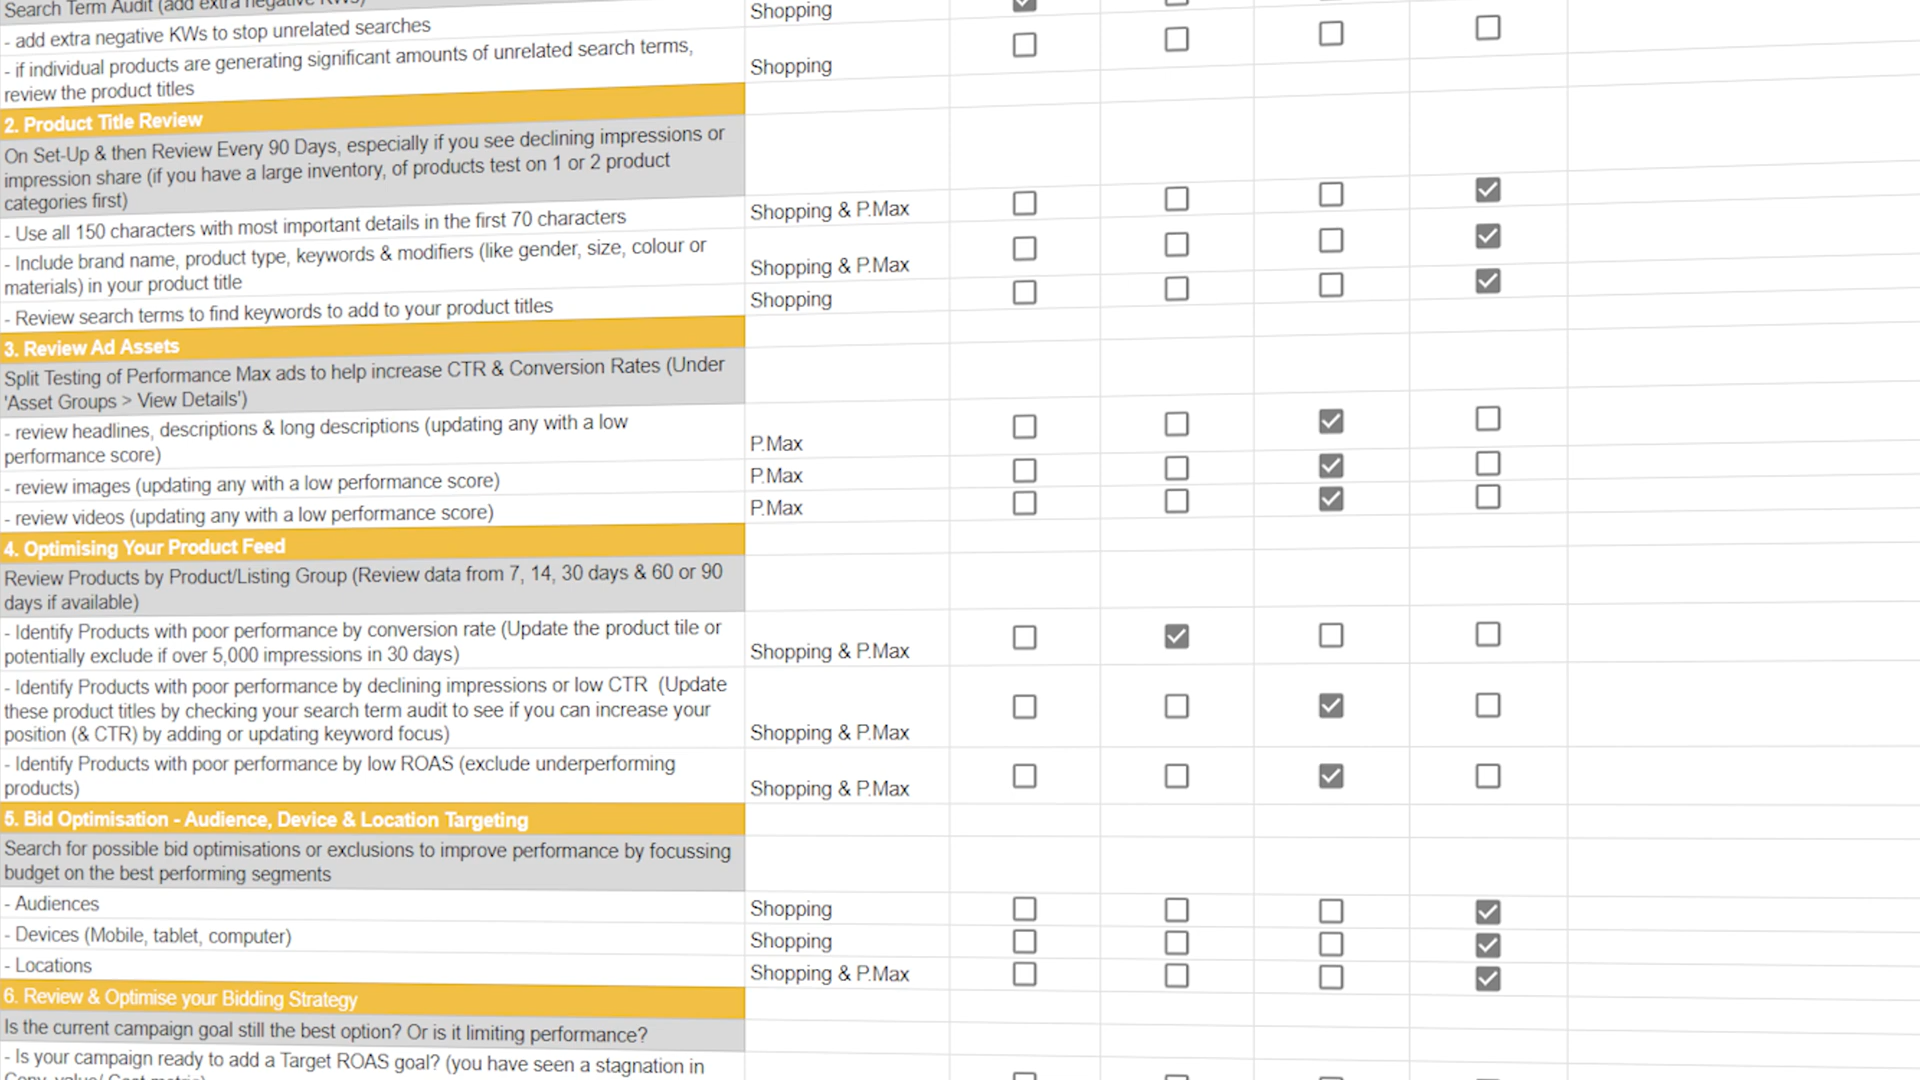 Search Term Audit (add extra negative KWs)
Shopping
- add extra negative KWs to stop unrelated searches
- if individual products are generating significant amounts of unrelated search terms,
review the product titles
Shopping
2. Product Title Review
On Set-Up & then Review Every 90 Days, especially if you see declining impressions or
impression share (if you have a large inventory, of products test on 1 or 2 product
categories first)
- Use all 150 characters with most important details in the first 70 characters
Shopping & P.Max
- Include brand name, product type, keywords & modifiers (like gender, size, colour or
materials) in your product title
Shopping & P.Max
- Review search terms to find keywords to add to your product titles
Shopping
3. Review Ad Assets
Split Testing of Performance Max ads to help increase CTR & Conversion Rates (Under
'Asset Groups > View Details')
- review headlines, descriptions & long descriptions (updating any with a low
performance score)
P.Max
- review images (updating any with a low performance score)
P.Max
- review videos (updating any with a low performance score)
P.Max
4. Optimising Your Product Feed
Review Products by Product/Listing Group (Review data from 7, 14, 30 days & 60 or 90
days if available)
- Identify Products with poor performance by conversion rate (Update the product tile or
potentially exclude if over 5,000 impressions in 30 days)
Shopping & P.Max
- Identify Products with poor performance by declining impressions or low CTR (Update
these product titles by checking your search term audit to see if you can increase your
position (& CTR) by adding or updating keyword focus)
Shopping & P.Max
- Identify Products with poor performance by low ROAS (exclude underperforming
products)
Shopping & P.Max
5. Bid Optimisation - Audience, Device & Location Targeting
Search for possible bid optimisations or exclusions to improve performance by focussing
budget on the best performing segments
- Audiences
Shopping
- Devices (Mobile, tablet, computer)
Shopping
- Locations
Shopping & P.Max
6. Review & Optimise your Bidding Strategy
Is the current campaign goal still the best option? Or is it limiting performance?
- Is your campaign ready to add a Target ROAS goal? (you have seen a stagnation in